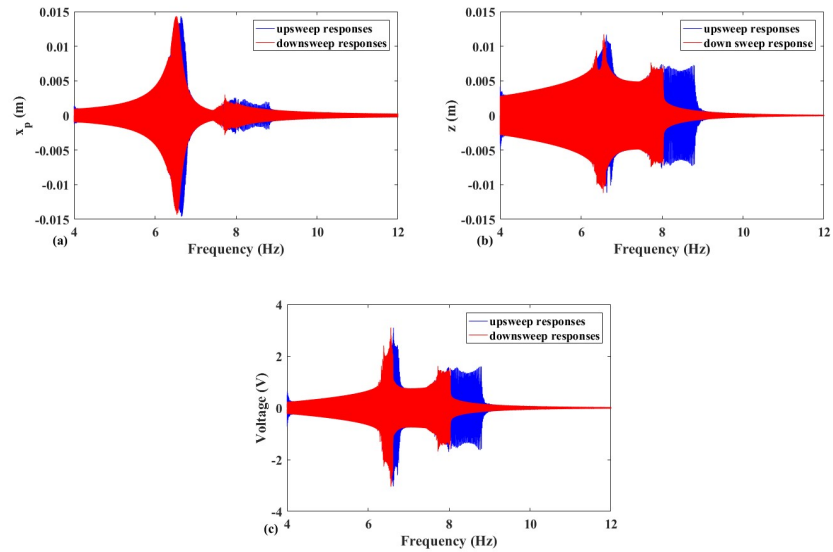 0.015
0.01
0.005
0
-0.005
-0.01
-0.015
x_p (m)
upsweep responses
downsweep responses
4 6 8 10 12
(a)
Frequency (Hz)
0.015
0.01
0.005
0
-0.005
-0.01
-0.015
z (m)
upsweep responses
down sweep response
4 6 8 10 12
(b)
Frequency (Hz)
4
2
0
-2
-4
Voltage (V)
upsweep responses
downsweep responses
4 6 8 10 12
(c)
Frequency (Hz)